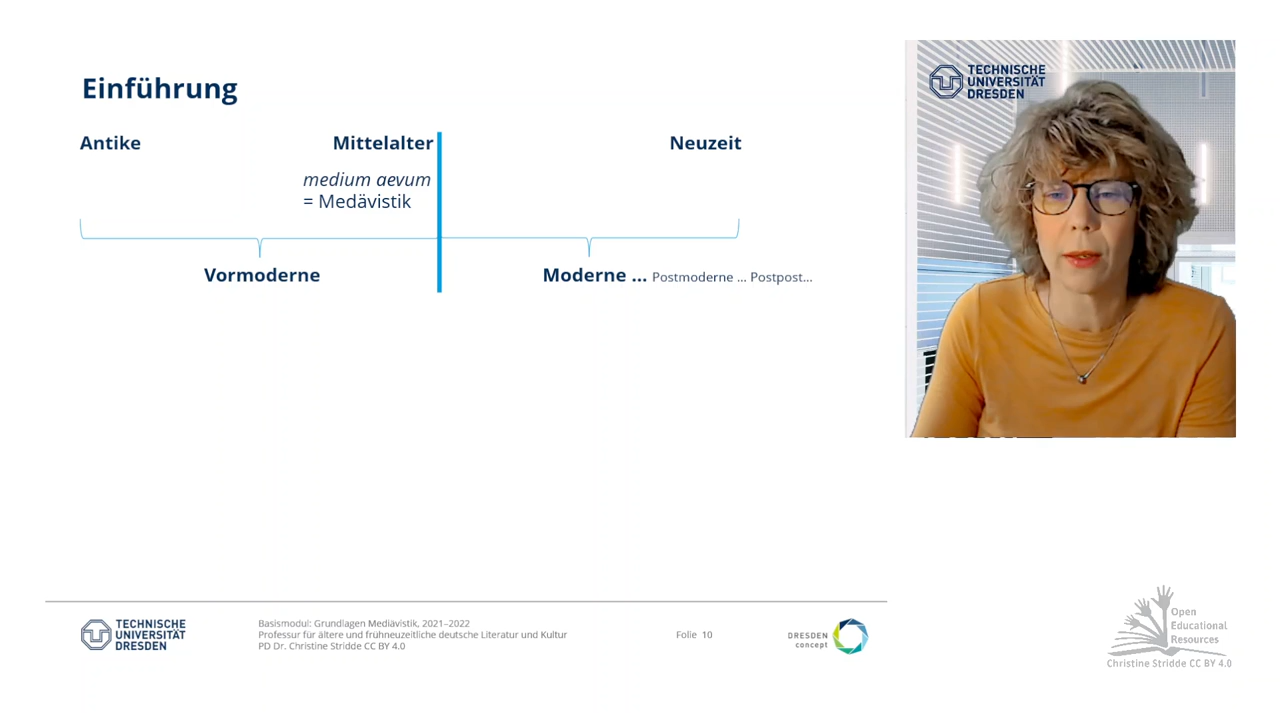 Einführung
Antike
Mittelalter
Neuzeit
medium aevum
= Medävistik
Vormoderne
Moderne ... Postmoderne ... Postpost...
TECHNISCHE
UNIVERSITÄT
DRESDEN
TECHNISCHE
UNIVERSITÄT
DRESDEN
Basismodul: Grundlagen Mediävistik, 2021–2022
Professur für ältere und frühneuzeitliche deutsche Literatur und Kultur
PD Dr. Christine Stridde CC BY 4.0
Folie 10
DRESDEN
concept
Open
Educational
Resources
Christine Stridde CC BY 4.0